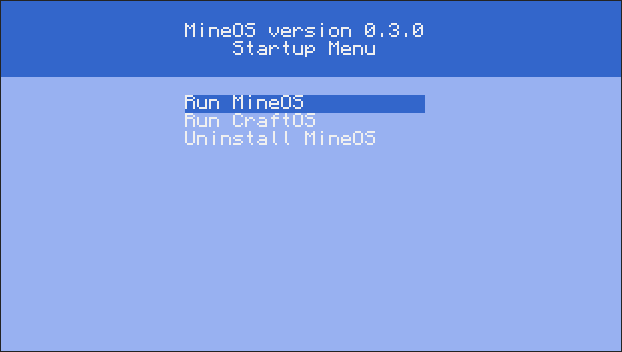 MineOS version 0.3.0
Startup Menu
Run MineOS
Run CraftOS
Uninstall MineOS